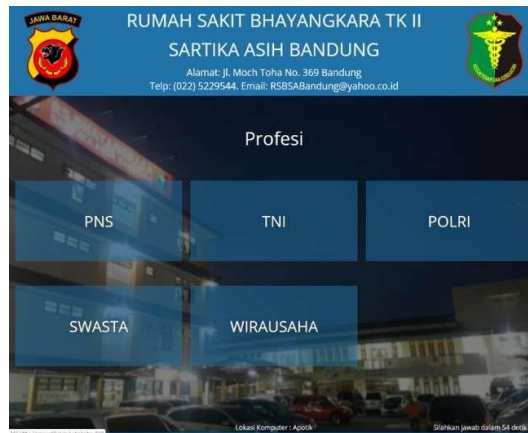 JAWA BARAT
RUMAH SAKIT BHAYANGKARA TK II
SARTIKA ASIH BANDUNG
Alamat: Jl. Moch Toha No. 369 Bandung
Telp: (022) 5229544. Email: RSBSABandung@yahoo.co.id
Profesi
PNS
TNI
POLRI
SWASTA
WIRAUSAHA
Lokasi Komputer : Apotik
Silahkan Jawab dalam 54 detik